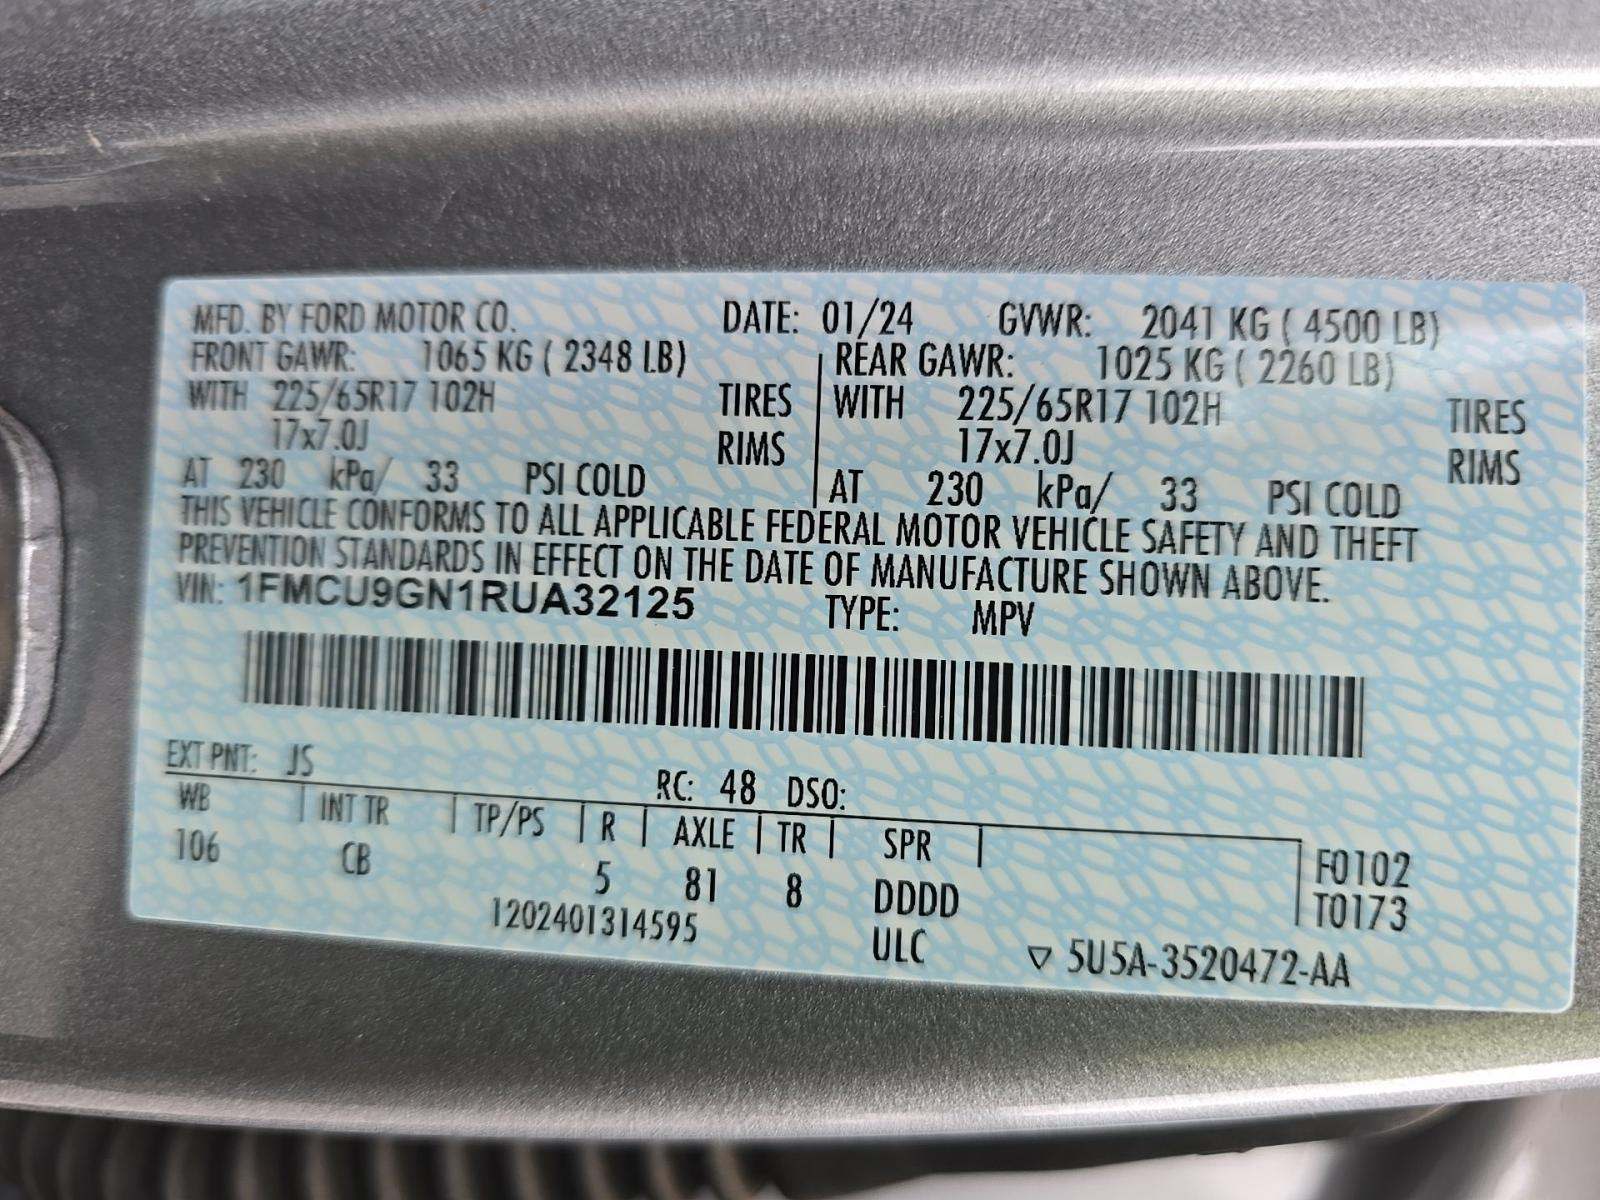 MFD. BY FORD MOTOR CO. DATE: 01/24 GVWR: 2041 KG ( 4500 LB)
FRONT GAWR: 1065 KG ( 2348 LB) REAR GAWR: 1025 KG ( 2260 LB)
WITH 225/65R17 102H TIRES WITH 225/65R17 102H TIRES
17x7.0J RIMS 17x7.0J RIMS
AT 230 kPa/ 33 PSI COLD AT 230 kPa/ 33 PSI COLD
THIS VEHICLE CONFORMS TO ALL APPLICABLE FEDERAL MOTOR VEHICLE SAFETY AND THEFT
PREVENTION STANDARDS IN EFFECT ON THE DATE OF MANUFACTURE SHOWN ABOVE.
VIN: 1FMCU9GN1RUA32125 TYPE: MPV
EXT PNT: JS RC: 48 DSO:
WB INT TR TP/PS R AXLE TR SPR
106 CB 5 81 8 DDDD F0102
1202401314595 ULC T0173
5U5A-3520472-AA